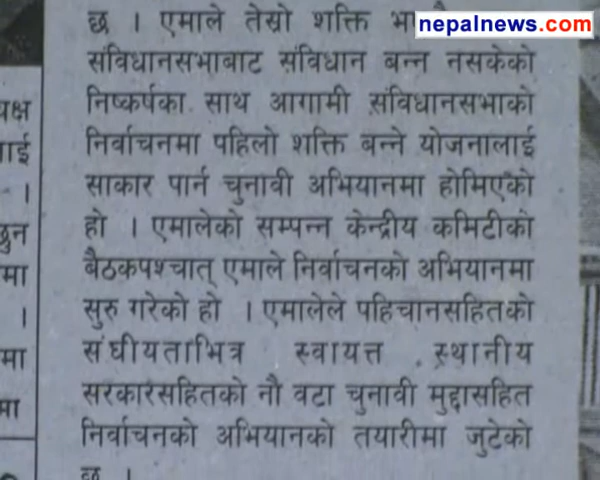 nepalnews.com
छ । एमाले तेस्रो शक्ति
संविधानसभाबाट संविधान बन्न नसकेको
निष्कर्षका साथ आगामी संविधानसभाको
निर्वाचनमा पहिलो शक्ति बन्ने योजनालाई
साकार पार्न चुनावी अभियानमा होमिएको
हो । एमालेको सम्पन्न केन्द्रीय कमिटीको
बैठकपश्चात् एमाले निर्वाचनको अभियानमा
सुरु गरेको हो । एमालेले पहिचानसहितको
संघीयताभित्र स्वायत्त स्थानीय
सरकारसहितको नौ वटा चुनावी मुद्दासहित
निर्वाचनको अभियानको तयारीमा जुटेको
छ ।